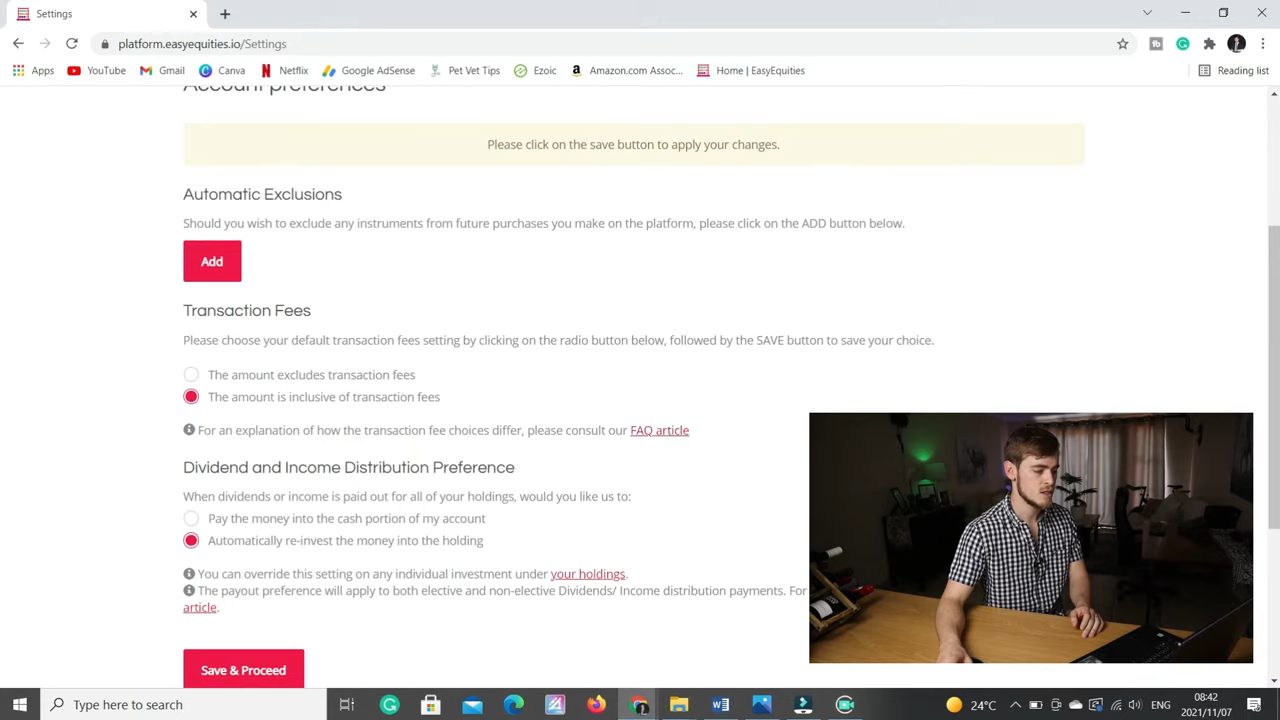 Settings
platform.easyequities.io/Settings
Apps
YouTube
Gmail
Canva
Netflix
Google AdSense
Pet Vet Tips
Ezoic
Amazon.com Assoc...
Home | EasyEquities
Reading list
Account preferences
Please click on the save button to apply your changes.
Automatic Exclusions
Should you wish to exclude any instruments from future purchases you make on the platform, please click on the ADD button below.
Add
Transaction Fees
Please choose your default transaction fees setting by clicking on the radio button below, followed by the SAVE button to save your choice.
The amount excludes transaction fees
The amount is inclusive of transaction fees
For an explanation of how the transaction fee choices differ, please consult our FAQ article
Dividend and Income Distribution Preference
When dividends or income is paid out for all of your holdings, would you like us to:
Pay the money into the cash portion of my account
Automatically re-invest the money into the holding
You can override this setting on any individual investment under your holdings.
The payout preference will apply to both elective and non-elective Dividends/ Income distribution payments. For
article.
Save & Proceed
Type here to search
24°C
ENG
08:42
2021/11/07